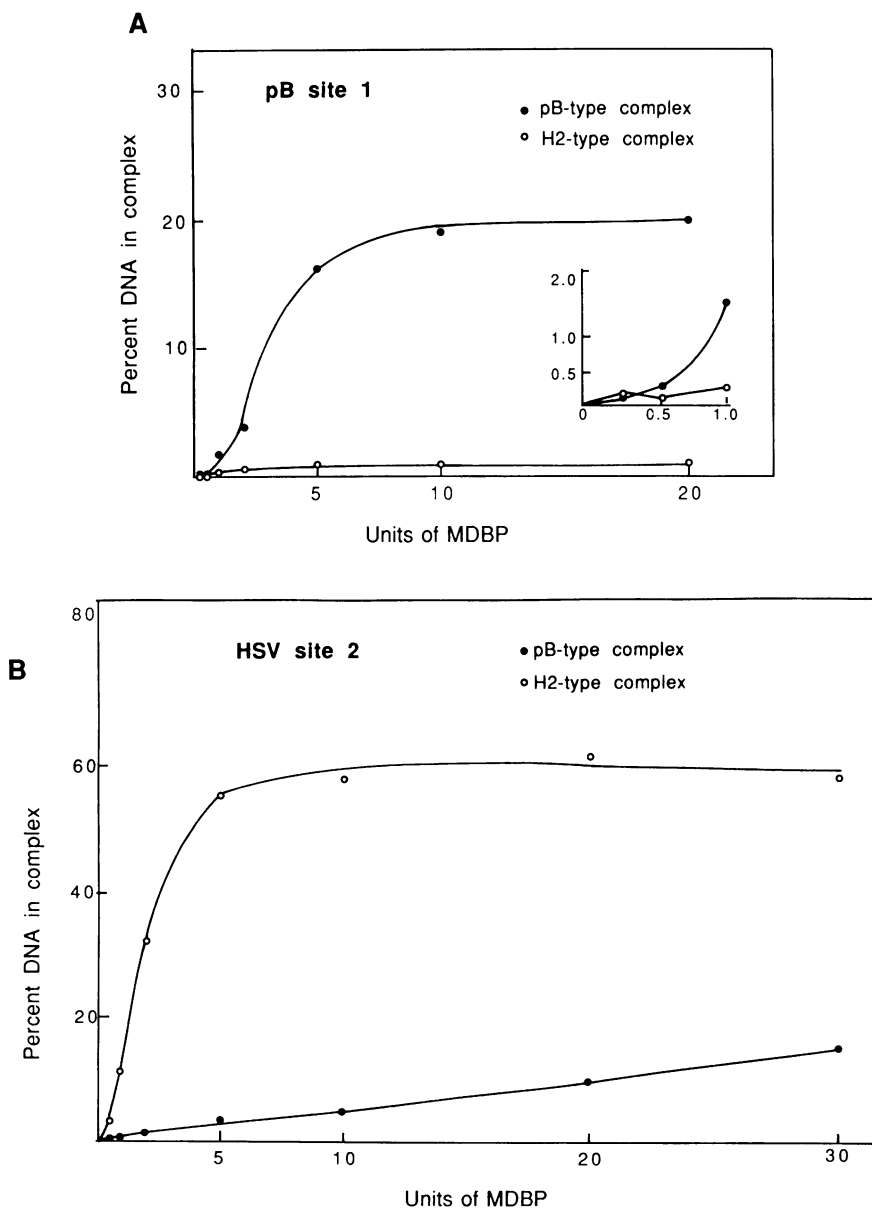 A
pB site 1
pB-type complex
H2-type complex
Percent DNA in complex
30
20
10
2.0
1.0
0.5
0 0.5 1.0
5 10 20
Units of MDBP
B
HSV site 2
pB-type complex
H2-type complex
Percent DNA in complex
80
60
40
20
5 10 20 30
Units of MDBP